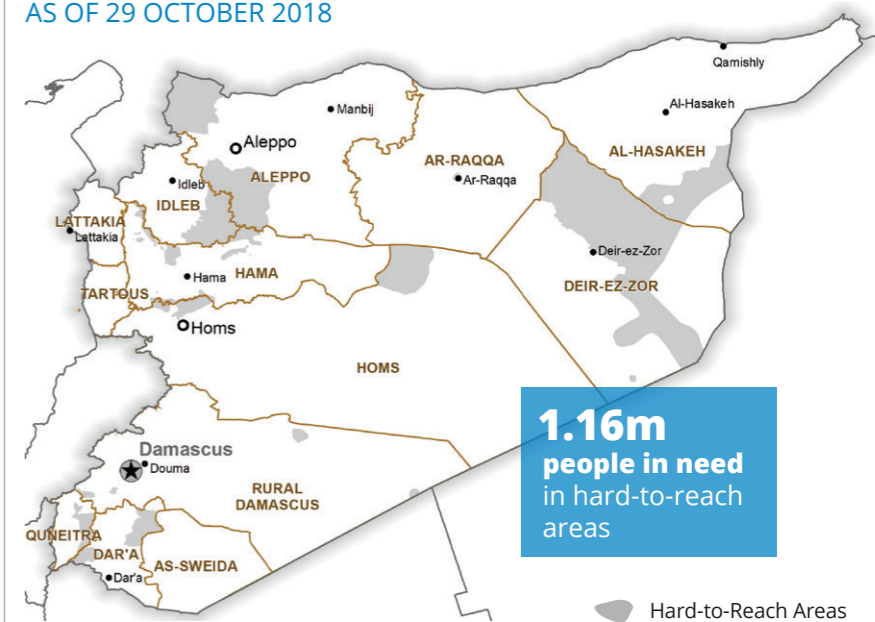 AS OF 29 OCTOBER 2018
Qamishly
Manbij
Al-Hasakeh
Aleppo
AL-HASAKEH
AR-RAQQA
ALEPPO
Ar-Raqqa
Idleb
IDLEB
LATTAKIA
Lattakia
Deir-ez-Zor
Hama
HAMA
DEIR-EZ-ZOR
TARTOUS
Homs
HOMS
1.16m
people in need
in hard-to-reach
areas
Damascus
Douma
RURAL
DAMASCUS
QUNEITRA
DAR'A
AS-SWEIDA
Dar'a
Hard-to-Reach Areas